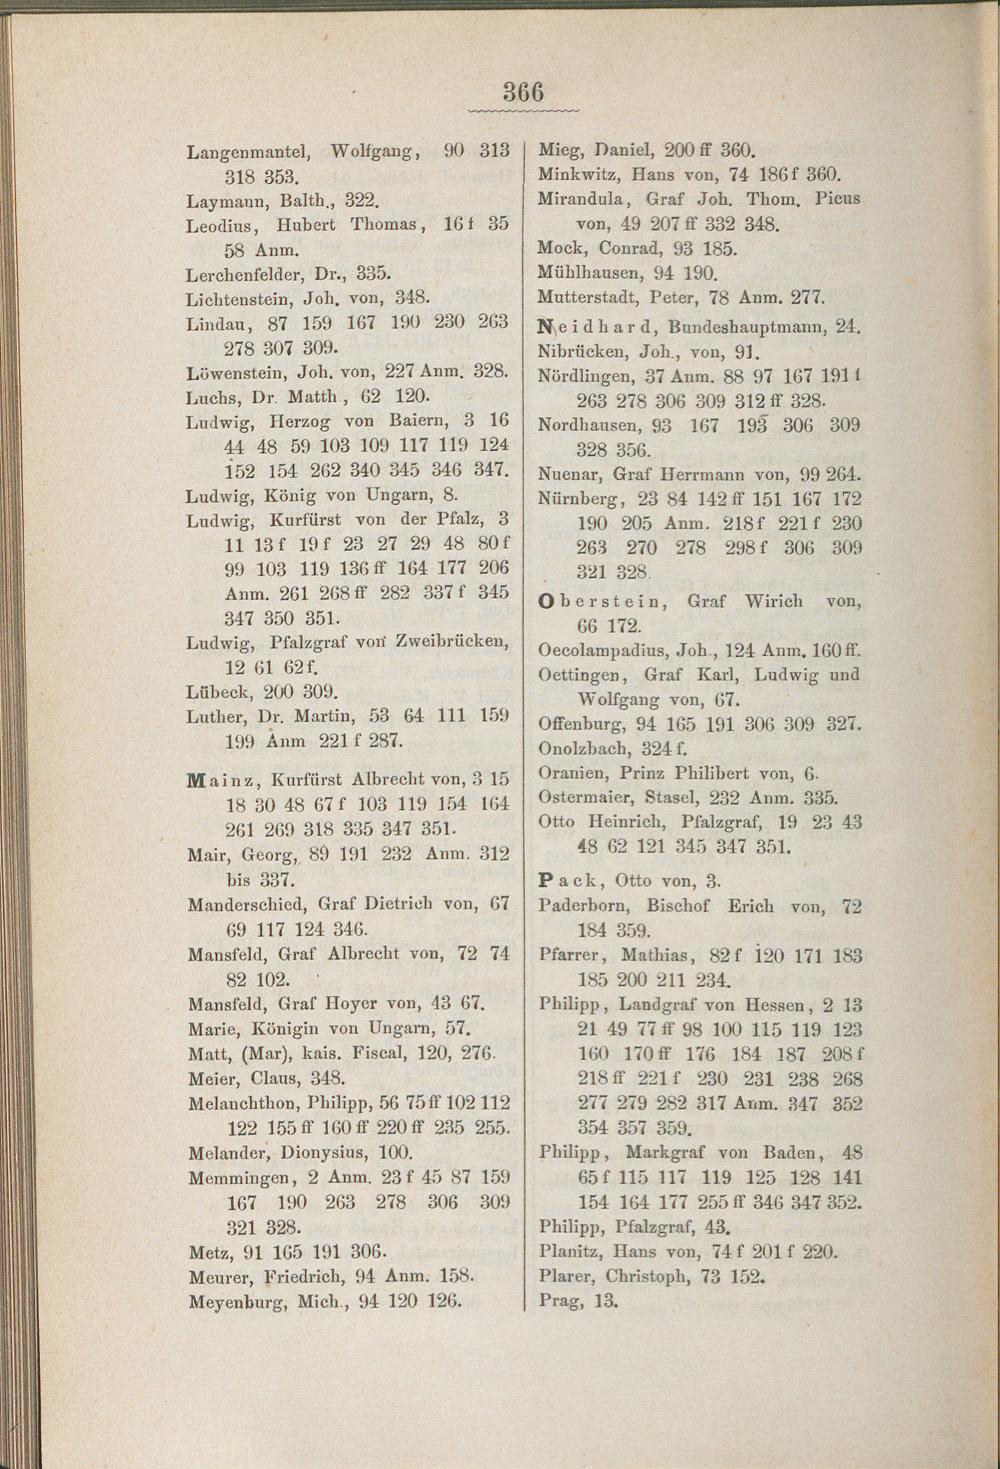 366
Langenmantel, Wolfgang, 90 313
318 353.
Laymann, Balth., 322.
Leodius, Hubert Thomas, 16 f 35
58 Anm.
Lerchenfelder, Dr., 335.
Lichtenstein, Joh. von, 348.
Lindau, 87 159 167 190 230 263
278 307 309.
Löwenstein, Joh. von, 227 Anm. 328.
Luchs, Dr. Matth., 62 120.
Ludwig, Herzog von Baiern, 3 16
44 48 59 103 109 117 119 124
152 154 262 340 345 346 347.
Ludwig, König von Ungarn, 8.
Ludwig, Kurfürst von der Pfalz, 3
11 13 f 19 f 23 27 29 48 80 f
99 103 119 136 ff 164 177 206
Anm. 261 268 ff 282 337 f 345
347 350 351.
Ludwig, Pfalzgraf von Zweibrücken,
12 61 62 f.
Lübeck, 200 309.
Luther, Dr. Martin, 53 64 111 159
199 Anm 221 f 287.
Mainz, Kurfürst Albrecht von, 3 15
18 30 48 67 f 103 119 154 164
261 269 318 335 347 351.
Mair, Georg, 89 191 232 Anm. 312
bis 337.
Manderschied, Graf Dietrich von, 67
69 117 124 346.
Mansfeld, Graf Albrecht von, 72 74
82 102.
Mansfeld, Graf Hoyer von, 43 67.
Marie, Königin von Ungarn, 57.
Matt, (Mar), kais. Fiscal, 120, 276.
Meier, Claus, 348.
Melanchthon, Philipp, 56 75 ff 102 112
122 155 ff 160 ff 220 ff 235 255.
Melander, Dionysius, 100.
Memmingen, 2 Anm. 23 f 45 87 159
167 190 263 278 306 309
321 328.
Metz, 91 165 191 306.
Meurer, Friedrich, 94 Anm. 158.
Meyenburg, Mich., 94 120 126.
Mieg, Daniel, 200 ff 360.
Minkwitz, Hans von, 74 186 f 360.
Mirandula, Graf Joh. Thom. Picus
von, 49 207 ff 332 348.
Mock, Conrad, 93 185.
Mühlhausen, 94 190.
Mutterstadt, Peter, 78 Anm. 277.
Neidhard, Bundeshauptmann, 24.
Nibrücken, Joh., von, 91.
Nördlingen, 37 Anm. 88 97 167 191 f
263 278 306 309 312 ff 328.
Nordhausen, 93 167 193 306 309
328 356.
Nuenar, Graf Herrmann von, 99 264.
Nürnberg, 23 84 142 ff 151 167 172
190 205 Anm. 218 f 221 f 230
263 270 278 298 f 306 309
321 328.
Oberstein, Graf Wirich von,
66 172.
Oecolampadius, Joh., 124 Anm. 160 ff.
Oettingen, Graf Karl, Ludwig und
Wolfgang von, 67.
Offenburg, 94 165 191 306 309 327.
Onolzbach, 324 f.
Oranien, Prinz Philibert von, 6.
Ostermaier, Stasel, 232 Anm. 335.
Otto Heinrich, Pfalzgraf, 19 23 43
48 62 121 345 347 351.
Pack, Otto von, 3.
Paderborn, Bischof Erich von, 72
184 359.
Pfarrer, Mathias, 82 f 120 171 183
185 200 211 234.
Philipp, Landgraf von Hessen, 2 13
21 49 77 ff 98 100 115 119 123
160 170 ff 176 184 187 208 f
218 ff 221 f 230 231 238 268
277 279 282 317 Anm. 347 352
354 357 359.
Philipp, Markgraf von Baden, 48
65 f 115 117 119 125 128 141
154 164 177 255 ff 346 347 352.
Philipp, Pfalzgraf, 43.
Planitz, Hans von, 74 f 201 f 220.
Plarer, Christoph, 73 152.
Prag, 13.